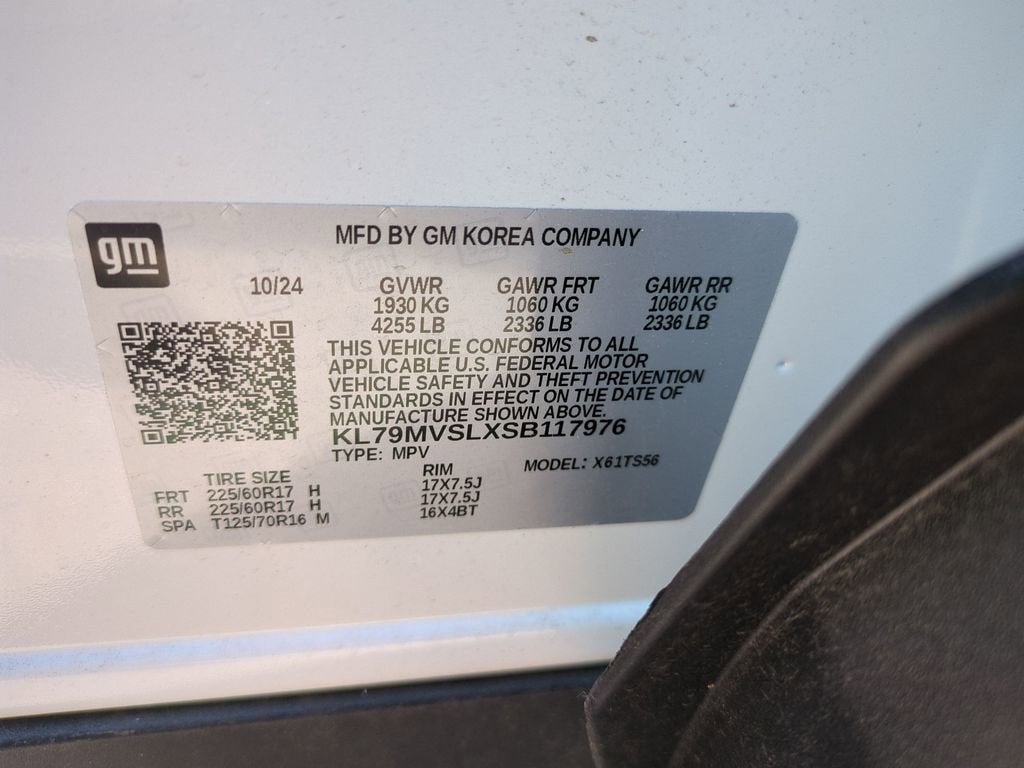 gm
MFD BY GM KOREA COMPANY
10/24 GVWR GAWR FRT GAWR RR
1930 KG 1060 KG 1060 KG
4255 LB 2336 LB 2336 LB
THIS VEHICLE CONFORMS TO ALL
APPLICABLE U.S. FEDERAL MOTOR
VEHICLE SAFETY AND THEFT PREVENTION
STANDARDS IN EFFECT ON THE DATE OF
MANUFACTURE SHOWN ABOVE.
KL79MVSLXSB117976
TYPE: MPV MODEL: X61TS56
TIRE SIZE RIM
FRT 225/60R17 H 17X7.5J
RR 225/60R17 H 17X7.5J
SPA T125/70R16 M 16X4BT